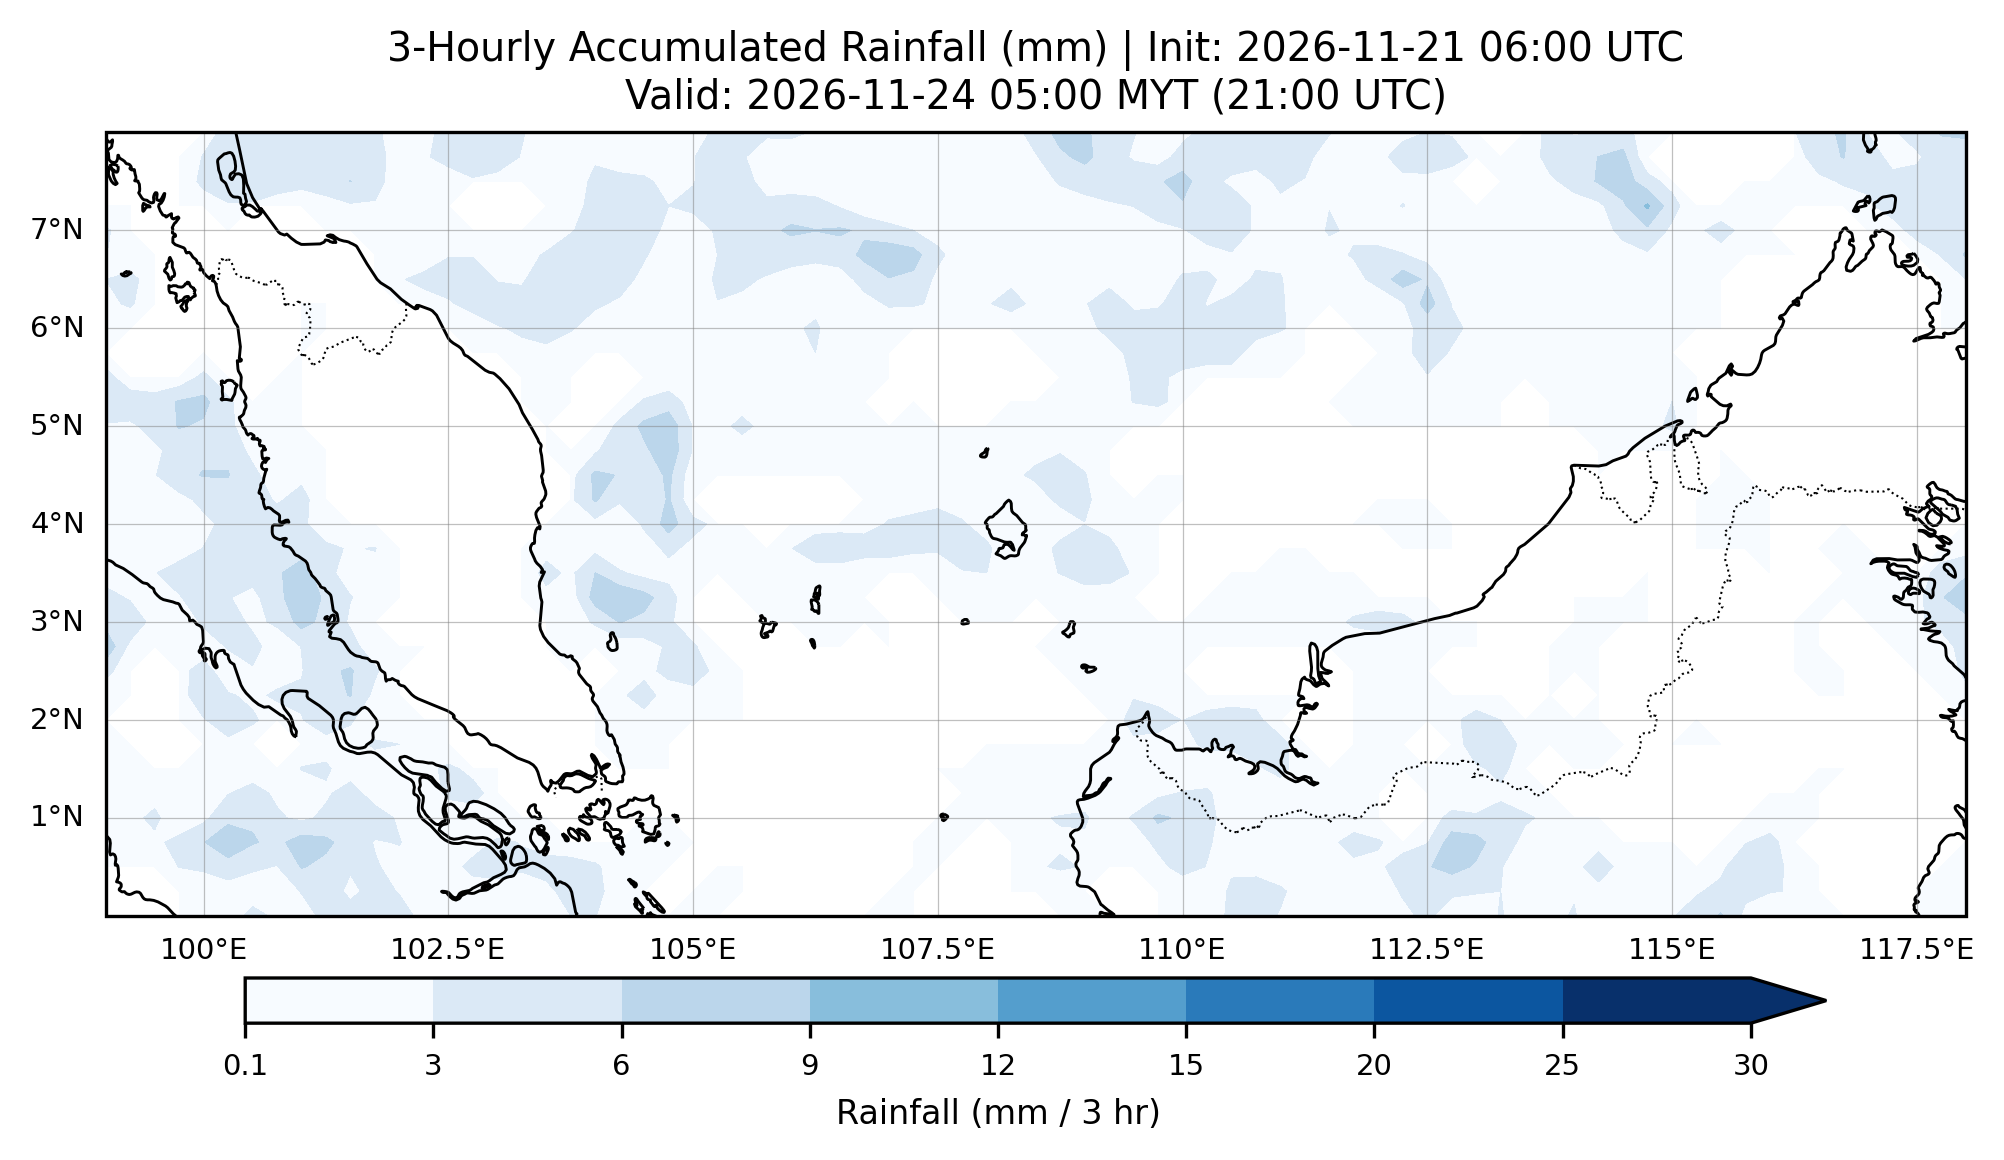 3-Hourly Accumulated Rainfall (mm) | Init: 2026-11-21 06:00 UTC
Valid: 2026-11-24 05:00 MYT (21:00 UTC)
7°N
6°N
5°N
4°N
3°N
2°N
1°N
100°E 102.5°E 105°E 107.5°E 110°E 112.5°E 115°E 117.5°E
0.1 3 6 9 12 15 20 25 30
Rainfall (mm / 3 hr)